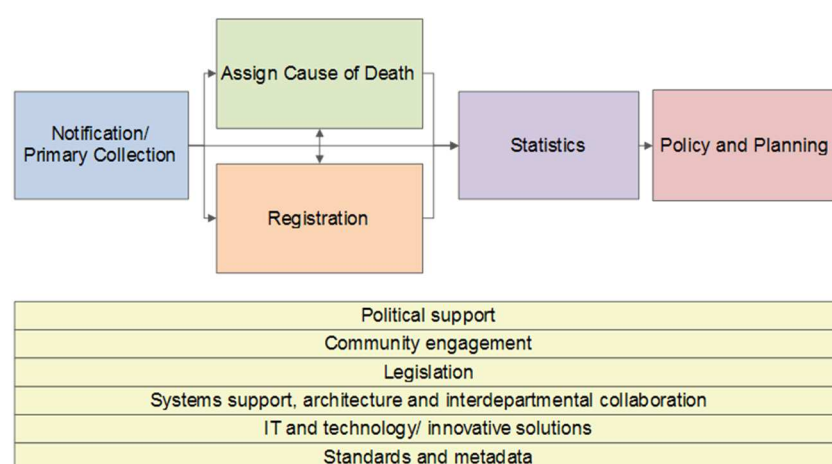 Assign Cause of Death
Notification/
Primary Collection
Statistics
Policy and Planning
Registration
Political support
Community engagement
Legislation
Systems support, architecture and interdepartmental collaboration
IT and technology/ innovative solutions
Standards and metadata